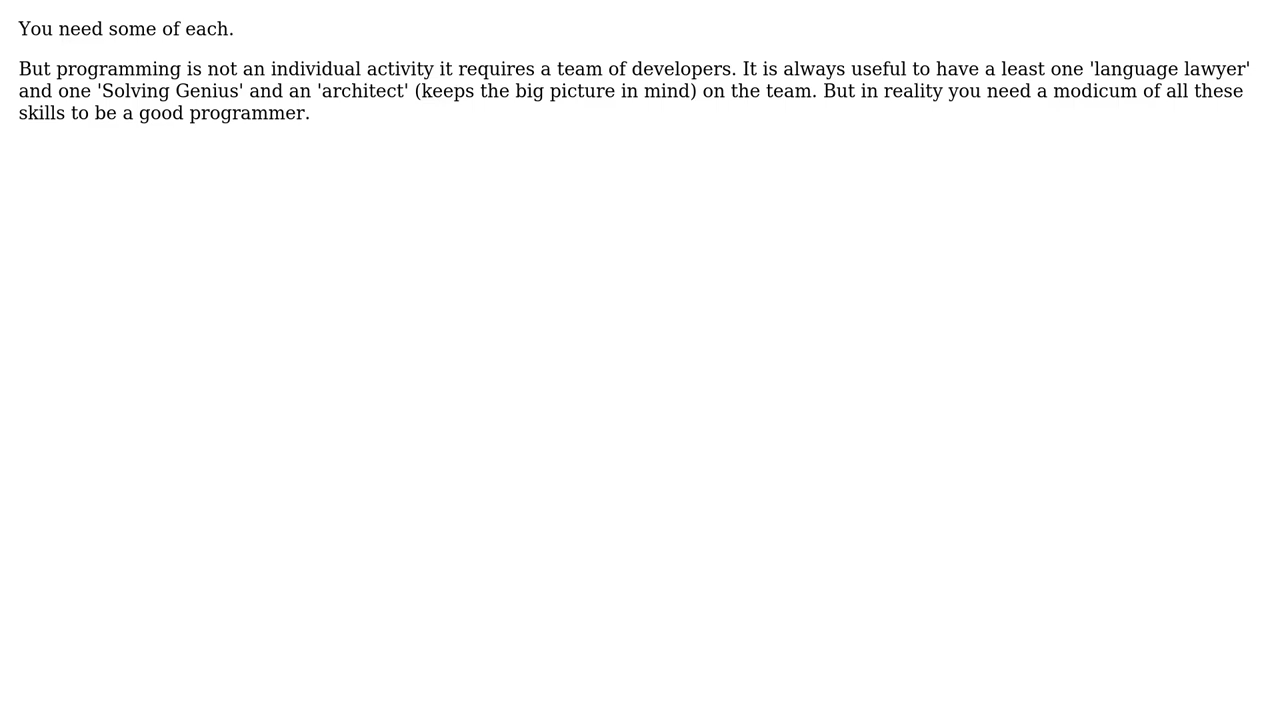 You need some of each.
But programming is not an individual activity it requires a team of developers. It is always useful to have a least one 'language lawyer'
and one 'Solving Genius' and an 'architect' (keeps the big picture in mind) on the team. But in reality you need a modicum of all these
skills to be a good programmer.